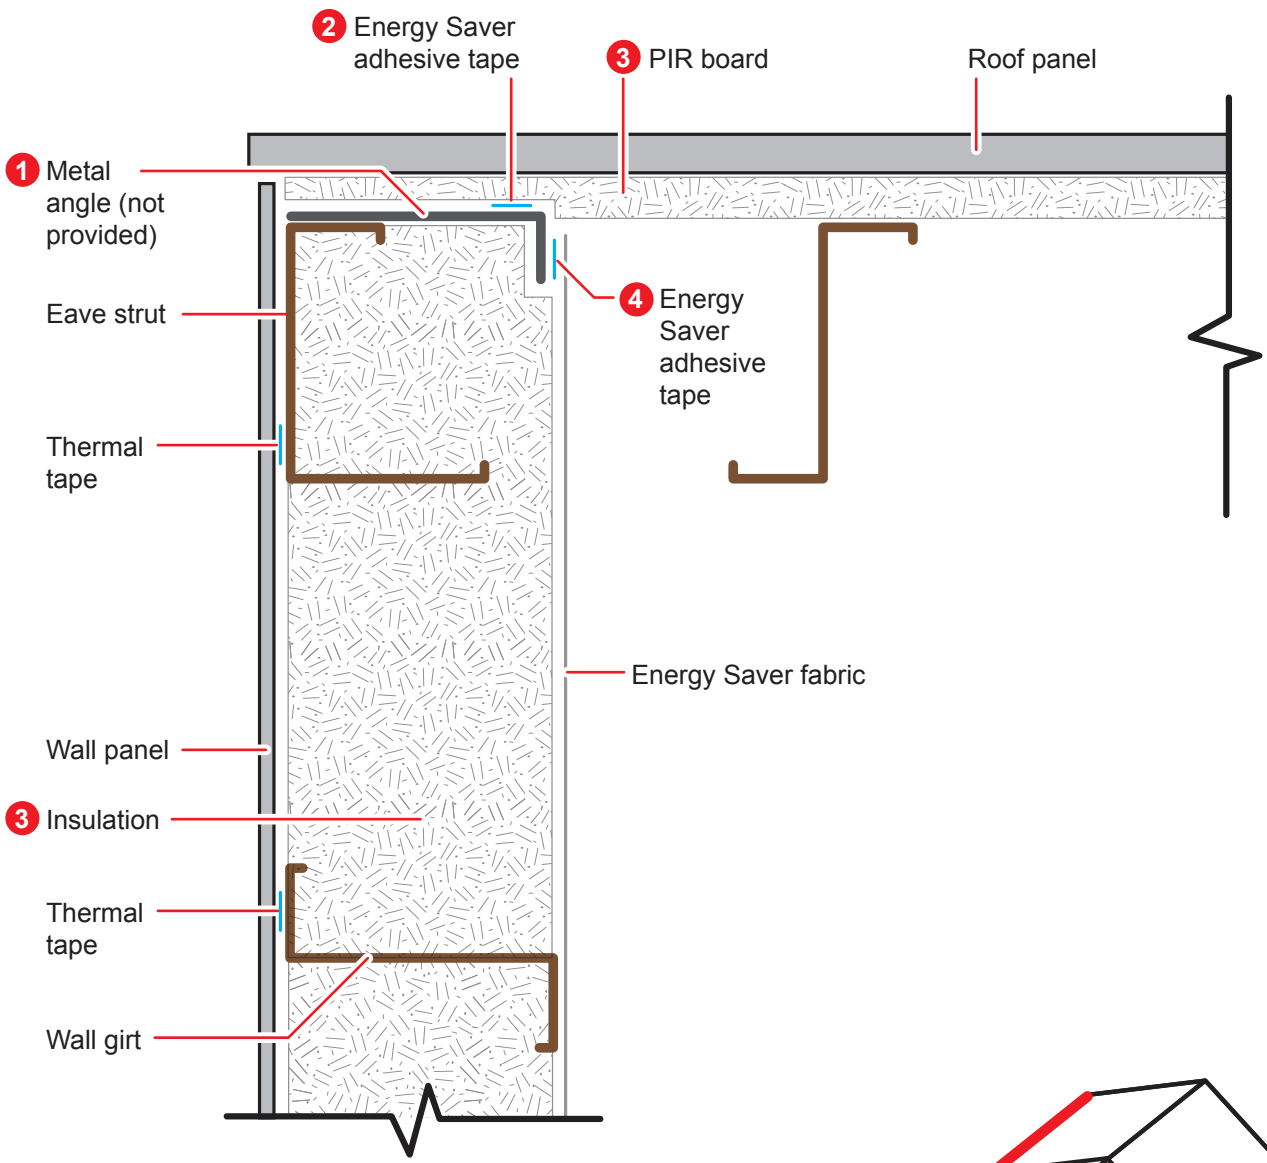 2 Energy Saver
adhesive tape
3 PIR board
Roof panel
1 Metal
angle (not
provided)
Eave strut
4 Energy
Saver
adhesive
tape
Thermal
tape
Energy Saver fabric
Wall panel
3 Insulation
Thermal
tape
Wall girt